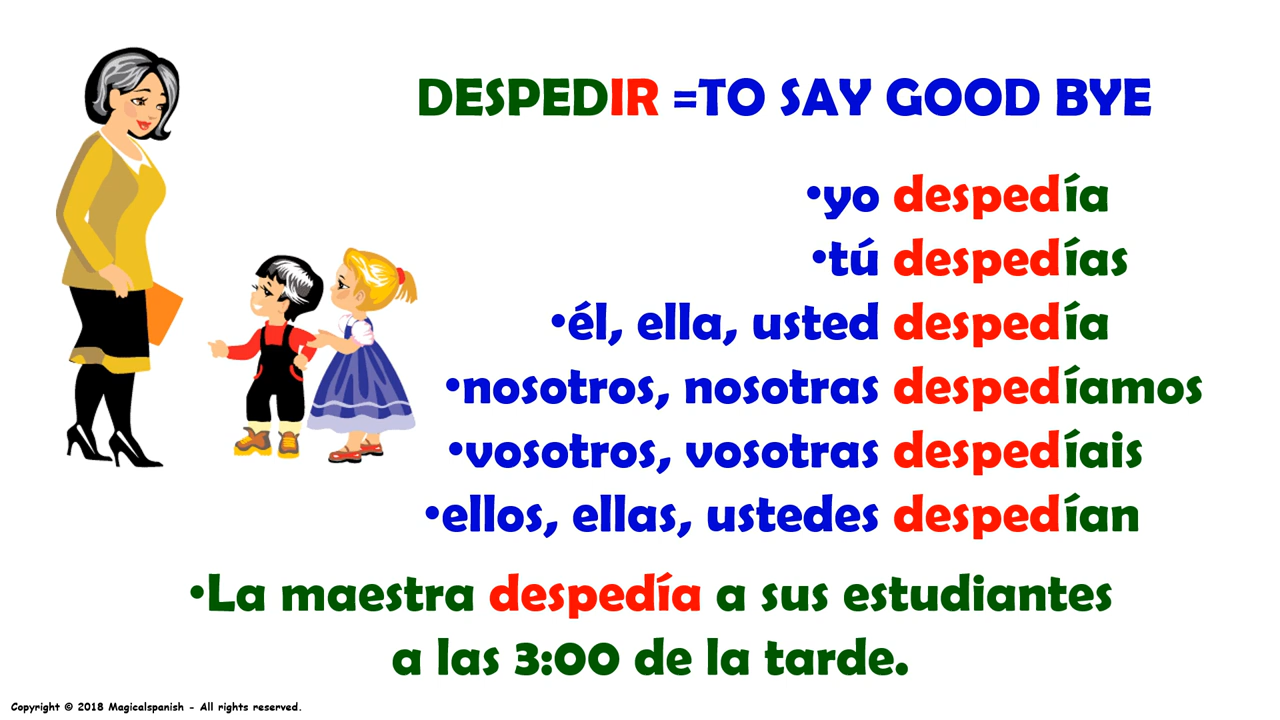 DESPEDIR =TO SAY GOOD BYE
•yo despedía
•tú despedías
•él, ella, usted despedía
•nosotros, nosotras despedíamos
•vosotros, vosotras despedíais
•ellos, ellas, ustedes despedían
•La maestra despedía a sus estudiantes
a las 3:00 de la tarde.
Copyright © 2018 Magicalspanish - All rights reserved.